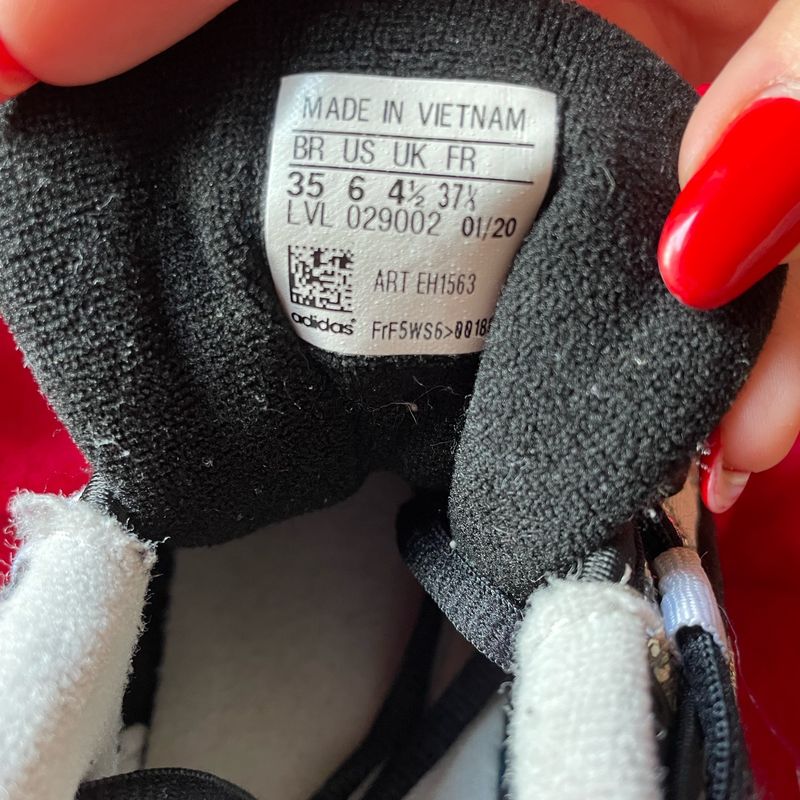 MADE IN VIETNAM
BR US UK FR
35 6 4½ 37⅓
LVL 029002 01/20
ART EH1563
adidas FrF5WS6>0018